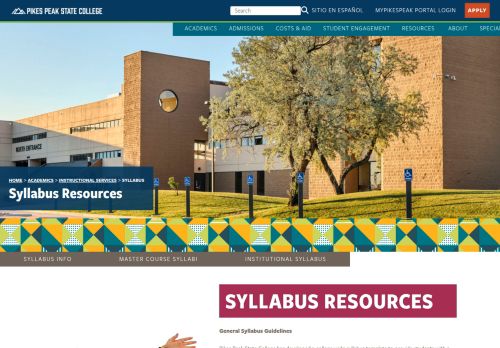 PIKES PEAK STATE COLLEGE
Search
SITIO EN ESPAÑOL
MYPIKESPEAK PORTAL LOGIN
APPLY
ACADEMICS
ADMISSIONS
COSTS & AID
STUDENT ENGAGEMENT
RESOURCES
ABOUT
SPECIAL
NORTH ENTRANCE
HOME > ACADEMICS > INSTRUCTIONAL SERVICES > SYLLABUS
Syllabus Resources
SYLLABUS INFO
MASTER COURSE SYLLABI
INSTITUTIONAL SYLLABUS
SYLLABUS RESOURCES
General Syllabus Guidelines